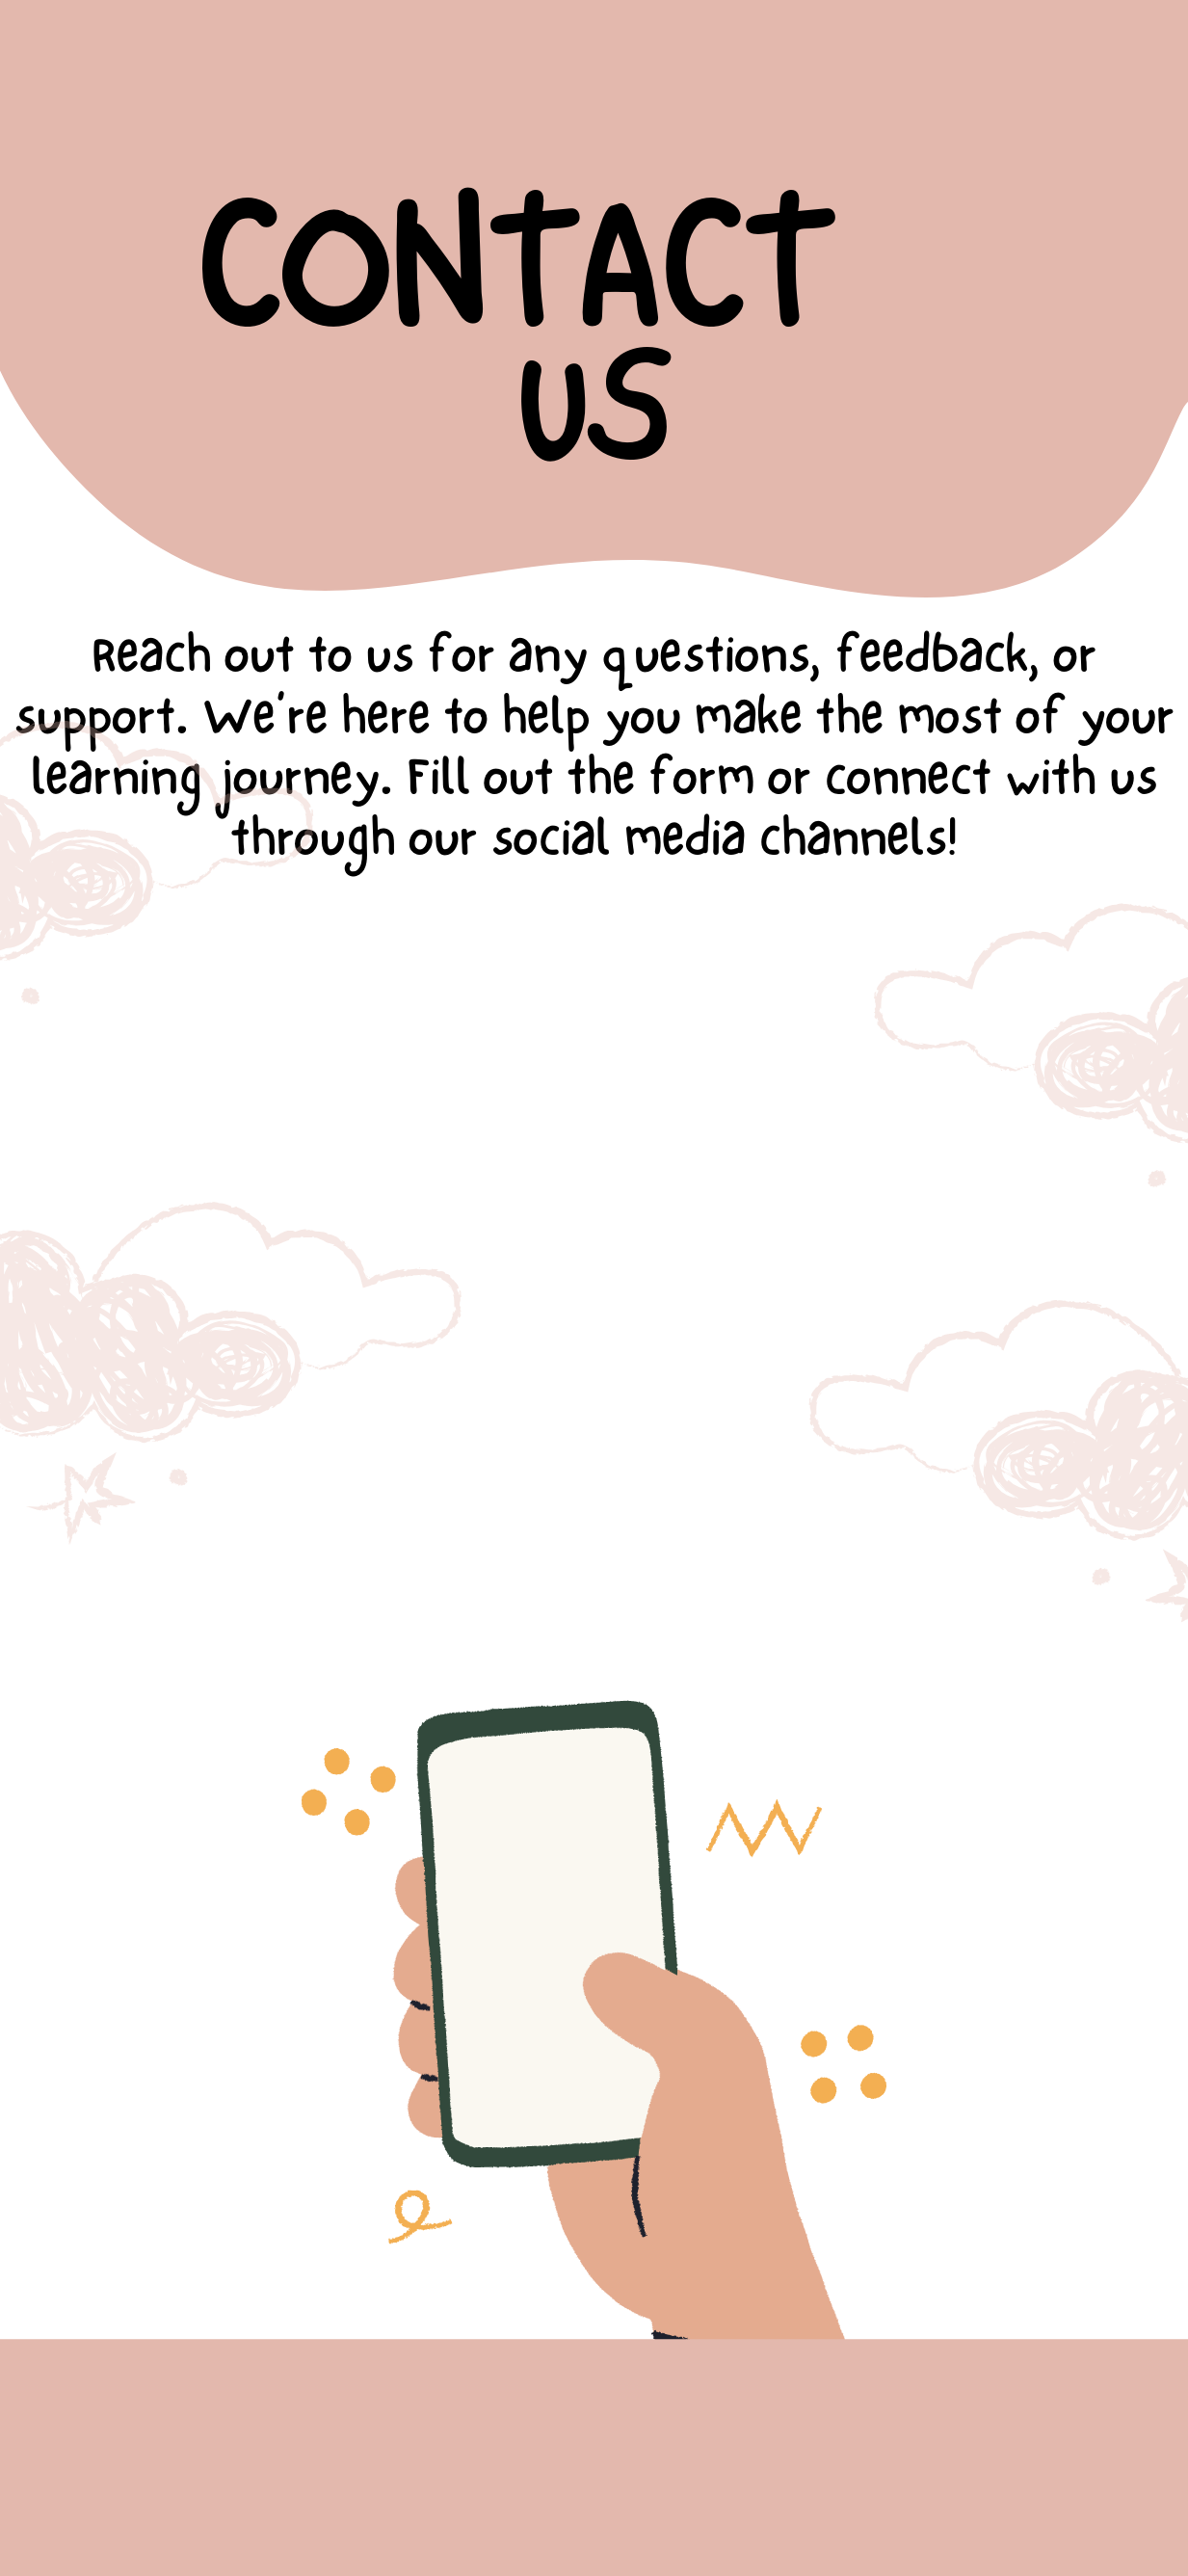 CONTACT
US
Reach out to us for any questions, feedback, or
support. We're here to help you make the most of your
learning journey. Fill out the form or connect with us
through our social media channels!